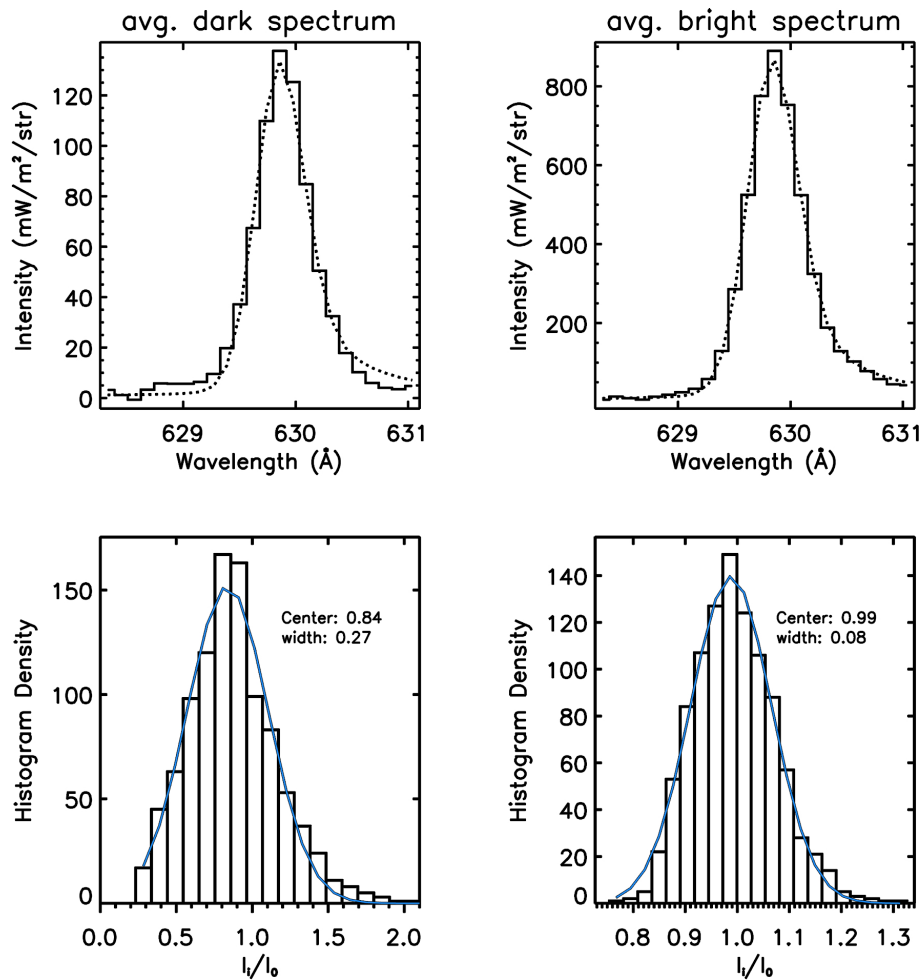 avg. dark spectrum
Intensity (mW/m²/str)
120
100
80
60
40
20
0
629
630
631
Wavelength (Å)
avg. bright spectrum
Intensity (mW/m²/str)
800
600
400
200
629
630
631
Wavelength (Å)
Histogram Density
150
100
50
0
Center: 0.84
width: 0.27
0.0
0.5
1.0
1.5
2.0
Iᵢ/I₀
Histogram Density
140
120
100
80
60
40
20
0
Center: 0.99
width: 0.08
0.8
0.9
1.0
1.1
1.2
1.3
Iᵢ/I₀